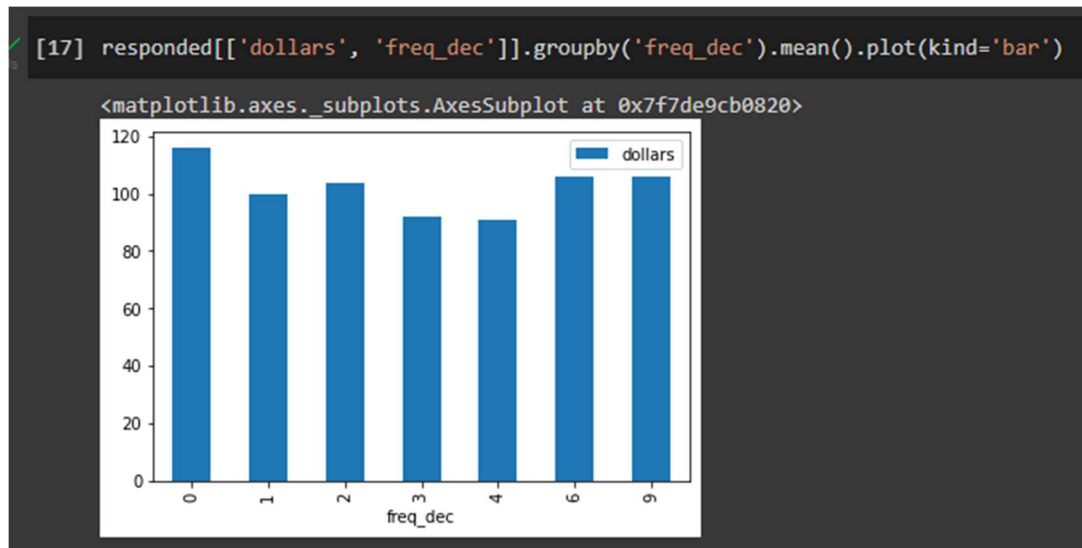 [17] responded[['dollars', 'freq_dec']].groupby('freq_dec').mean().plot(kind='bar')
<matplotlib.axes._subplots.AxesSubplot at 0x7f7de9cb0820>
120
dollars
100
80
60
40
20
0
0 1 2 3 4 6 9
freq_dec